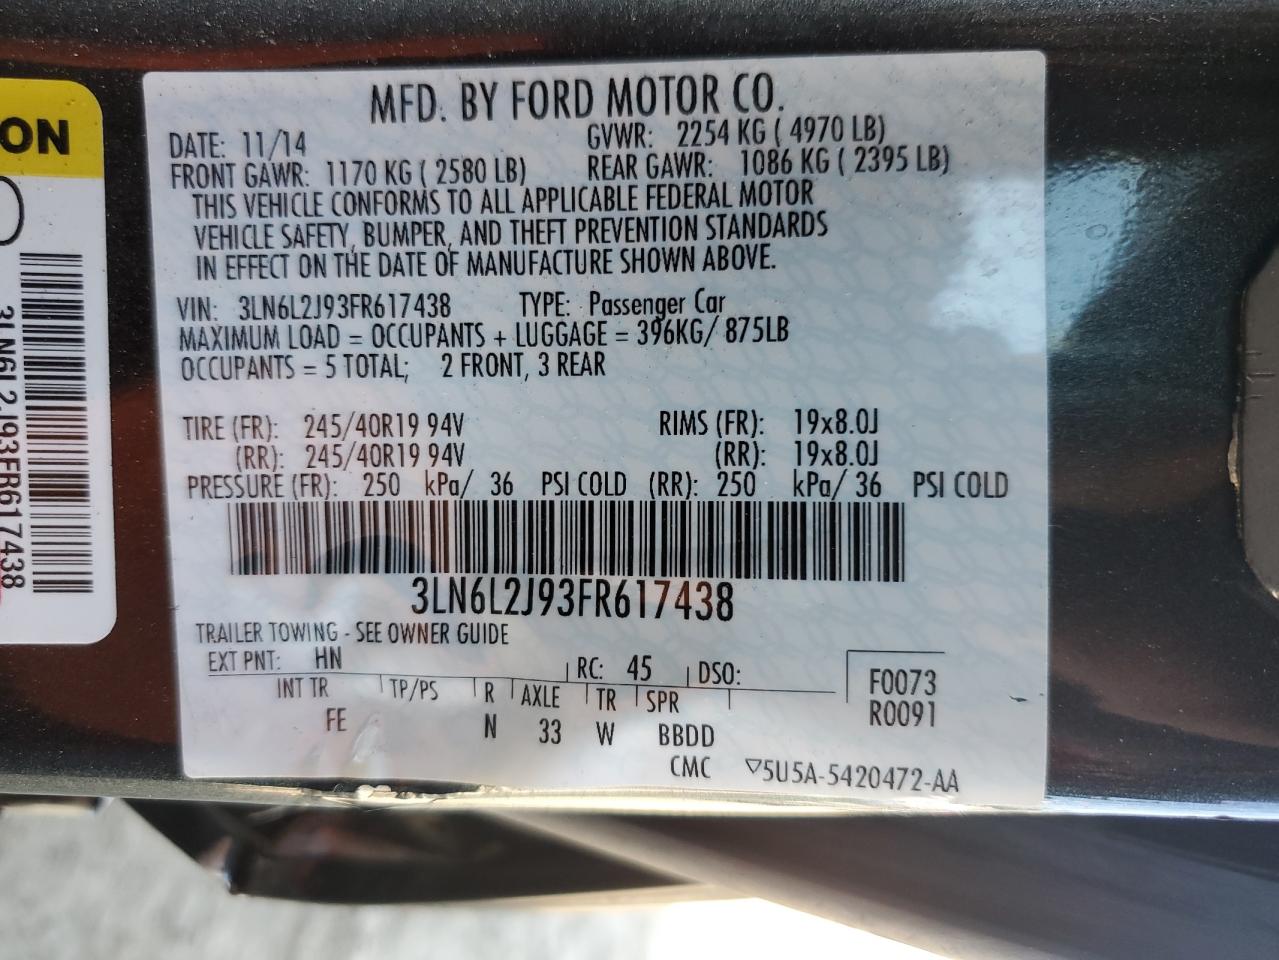 MFD. BY FORD MOTOR CO.
DATE: 11/14 GVWR: 2254 KG ( 4970 LB)
FRONT GAWR: 1170 KG ( 2580 LB) REAR GAWR: 1086 KG ( 2395 LB)
THIS VEHICLE CONFORMS TO ALL APPLICABLE FEDERAL MOTOR
VEHICLE SAFETY, BUMPER, AND THEFT PREVENTION STANDARDS
IN EFFECT ON THE DATE OF MANUFACTURE SHOWN ABOVE.
VIN: 3LN6L2J93FR617438 TYPE: Passenger Car
MAXIMUM LOAD = OCCUPANTS + LUGGAGE = 396KG/ 875LB
OCCUPANTS = 5 TOTAL; 2 FRONT, 3 REAR
TIRE (FR): 245/40R19 94V RIMS (FR): 19x8.0J
(RR): 245/40R19 94V (RR): 19x8.0J
PRESSURE (FR): 250 kPa/ 36 PSI COLD (RR): 250 kPa/ 36 PSI COLD
3LN6L2J93FR617438
TRAILER TOWING - SEE OWNER GUIDE
EXT PNT: HN RC: 45 DSO:
INT TR TP/PS R AXLE TR SPR
FE N 33 W BBDD
CMC
F0073
R0091
▽5U5A-5420472-AA
ON
3LN6L2J93FR617438